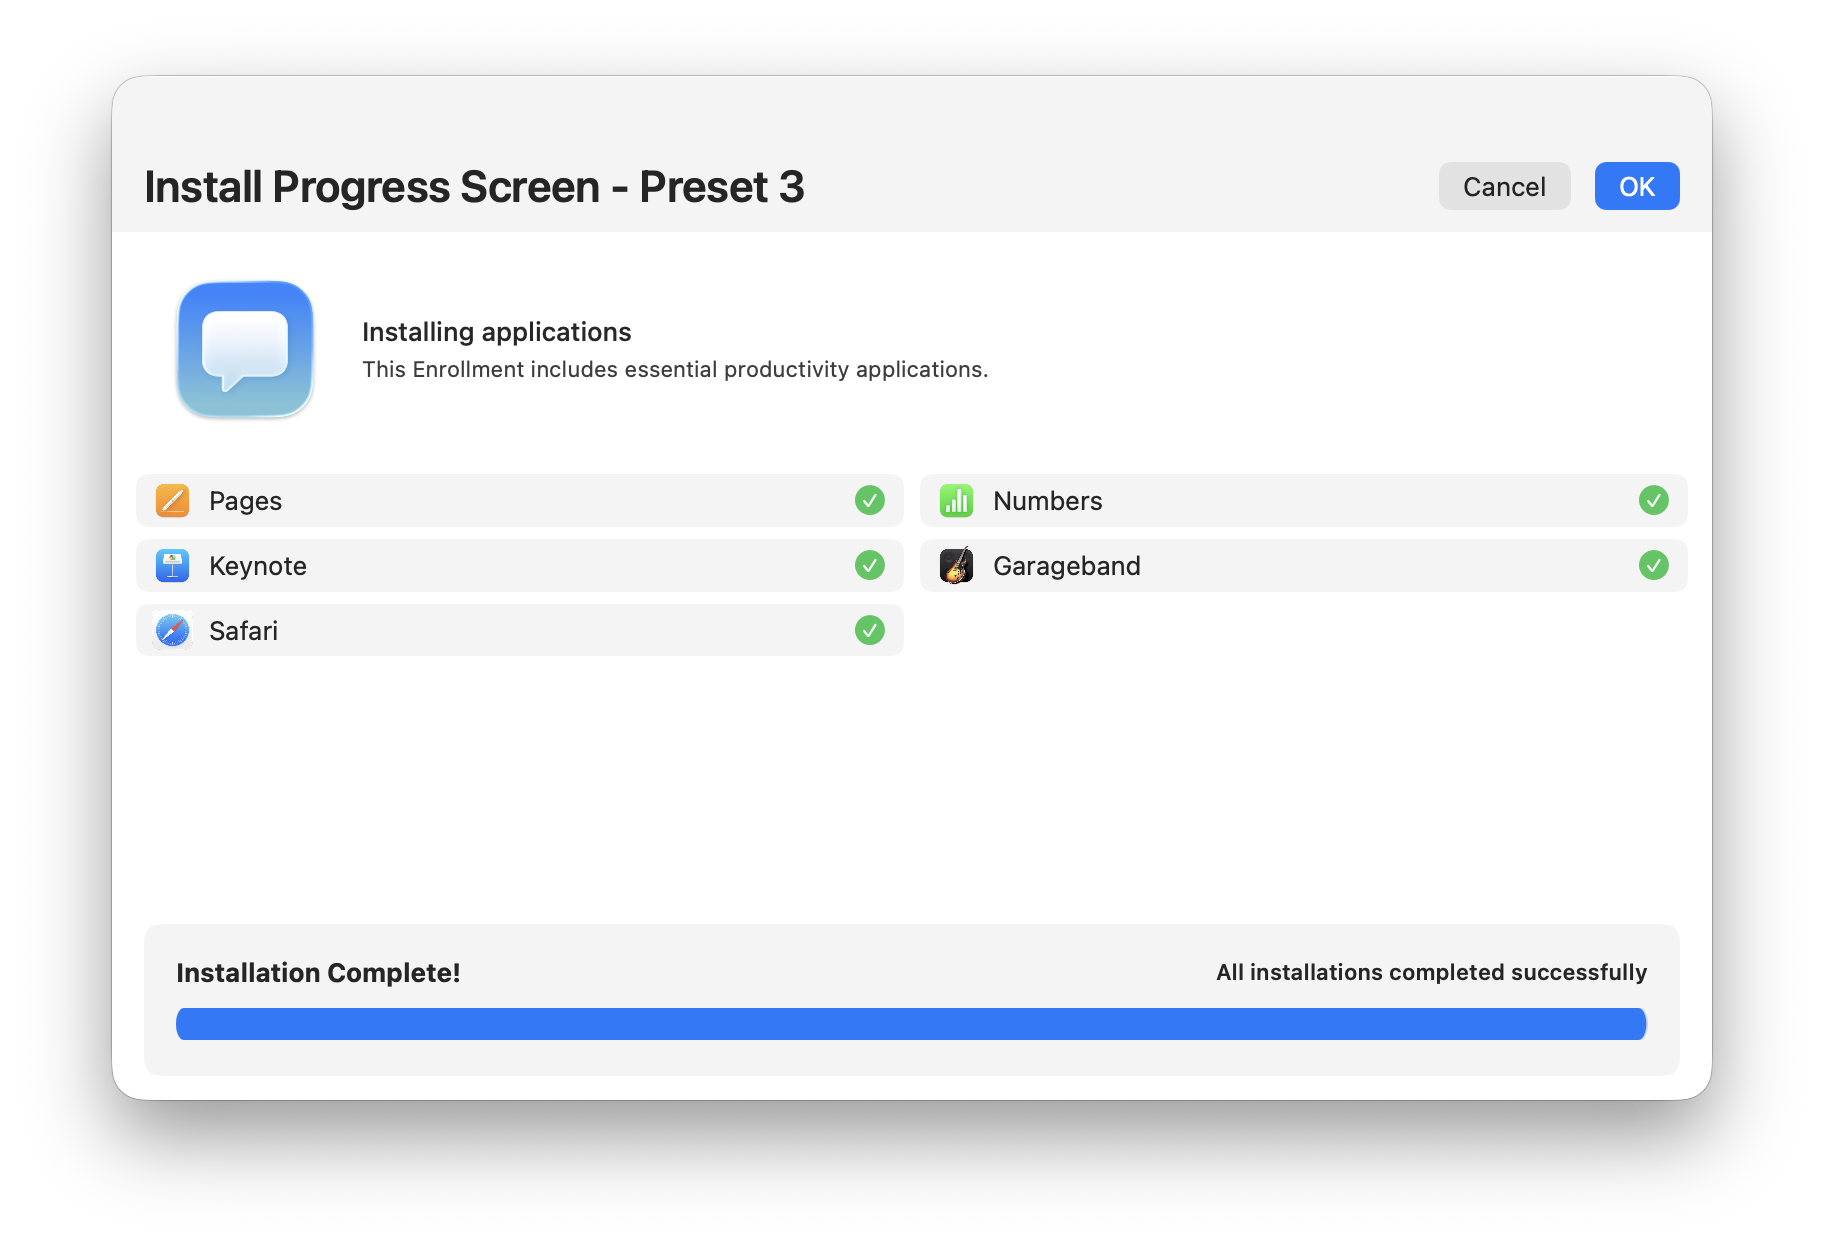 Install Progress Screen - Preset 3
Cancel
OK
Installing applications
This Enrollment includes essential productivity applications.
Pages
Numbers
Keynote
Garageband
Safari
Installation Complete!
All installations completed successfully